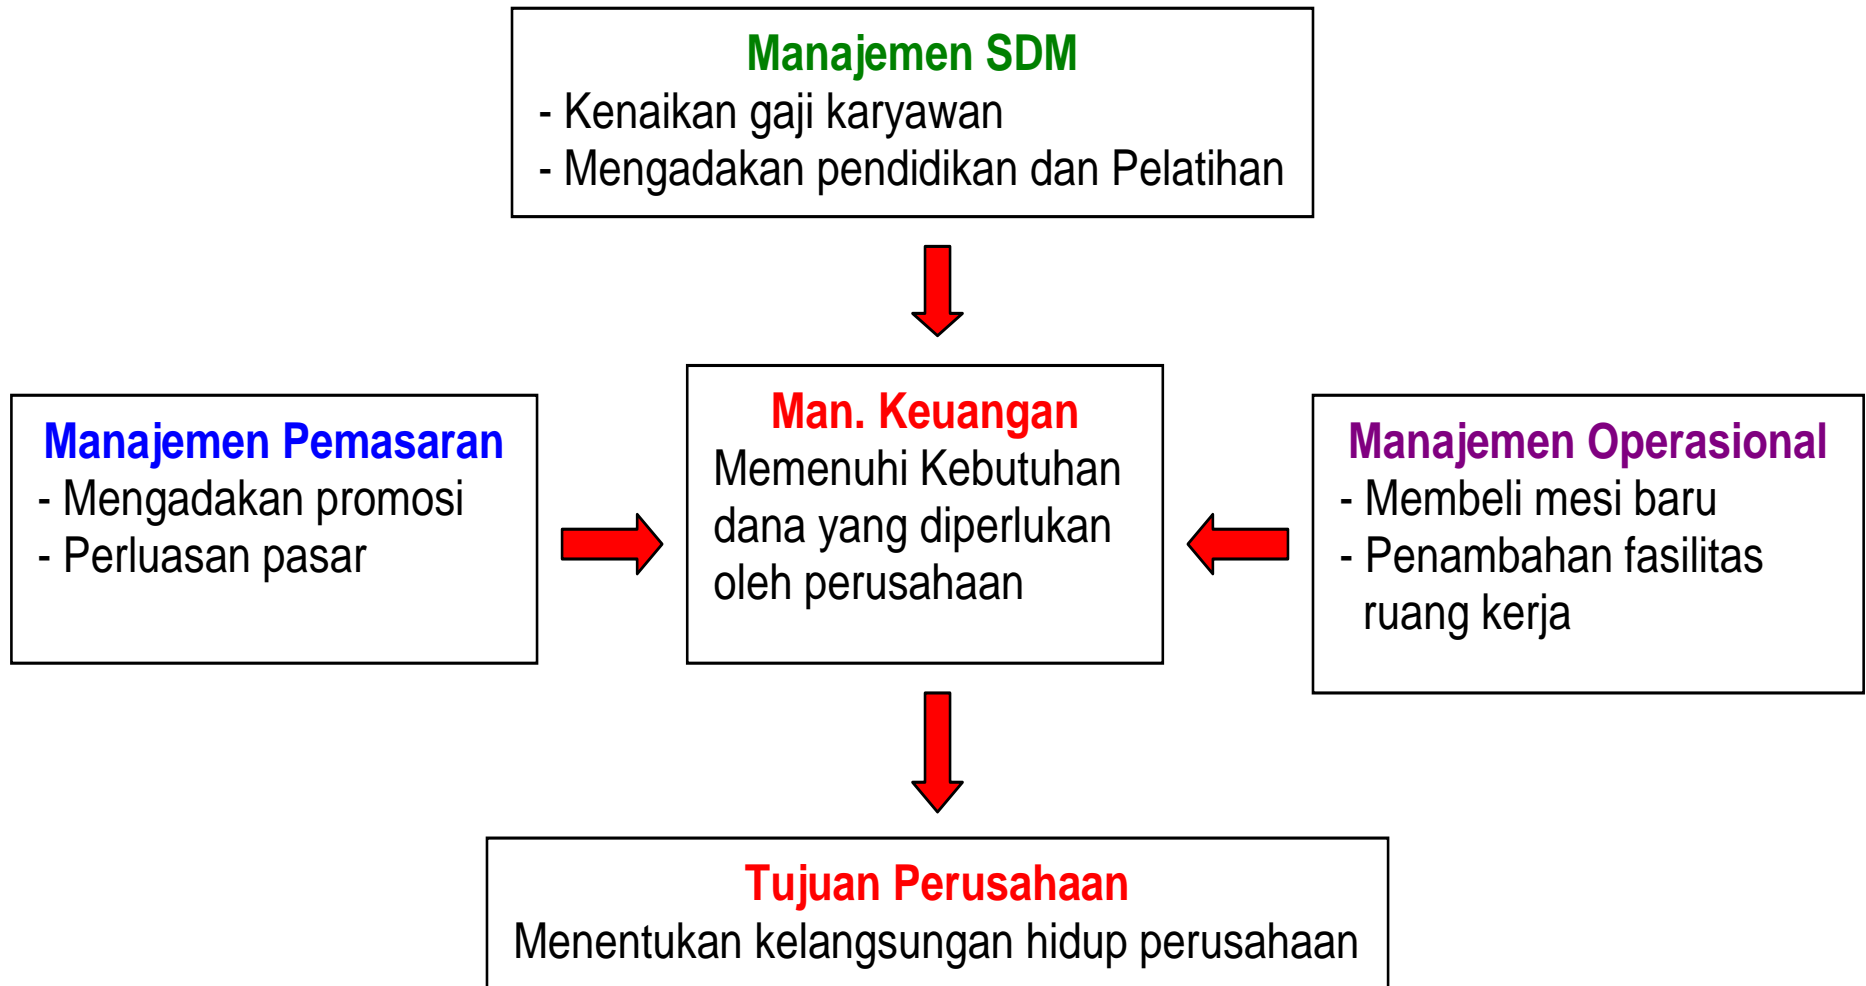 Manajemen SDM
- Kenaikan gaji karyawan
- Mengadakan pendidikan dan Pelatihan
Manajemen Pemasaran
- Mengadakan promosi
- Perluasan pasar
Man. Keuangan
Memenuhi Kebutuhan
dana yang diperlukan
oleh perusahaan
Manajemen Operasional
- Membeli mesi baru
- Penambahan fasilitas
ruang kerja
Tujuan Perusahaan
Menentukan kelangsungan hidup perusahaan